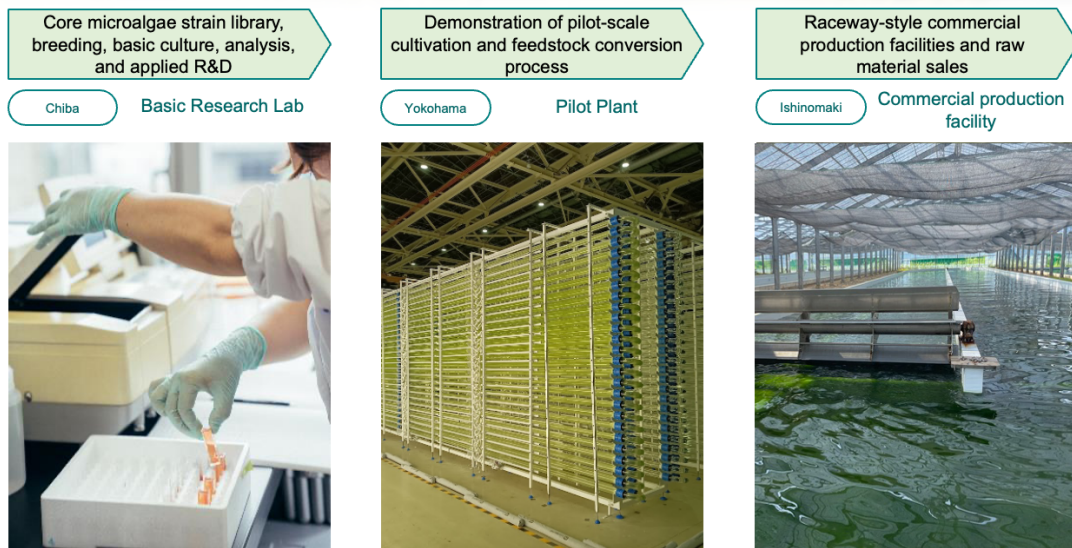 Core microalgae strain library,
breeding, basic culture, analysis,
and applied R&D
Chiba
Basic Research Lab
Demonstration of pilot-scale
cultivation and feedstock conversion
process
Yokohama
Pilot Plant
Raceway-style commercial
production facilities and raw
material sales
Ishinomaki
Commercial production
facility